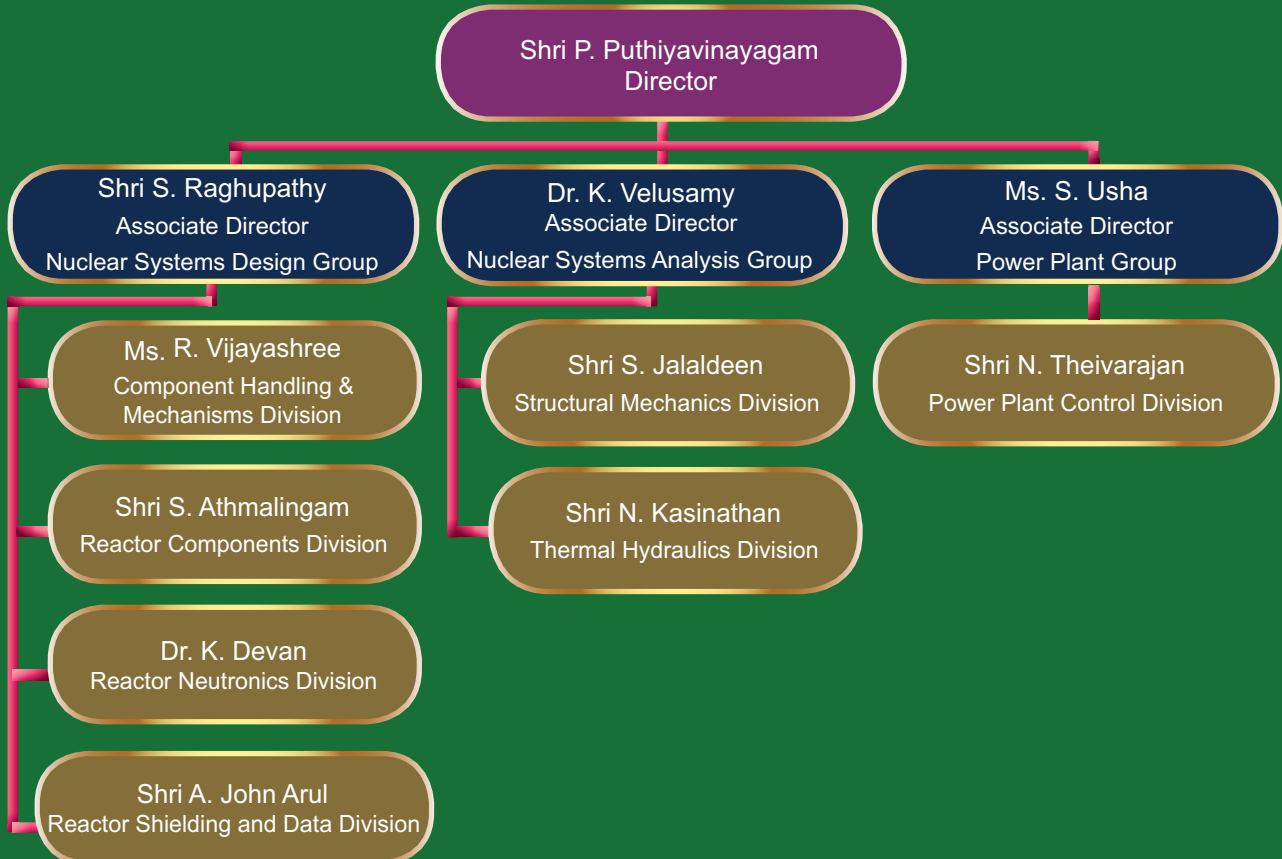 Shri P. Puthiyavinayagam
Director
Shri S. Raghupathy
Associate Director
Nuclear Systems Design Group
Dr. K. Velusamy
Associate Director
Nuclear Systems Analysis Group
Ms. S. Usha
Associate Director
Power Plant Group
Ms. R. Vijayashree
Component Handling &
Mechanisms Division
Shri S. Athmalingam
Reactor Components Division
Dr. K. Devan
Reactor Neutronics Division
Shri A. John Arul
Reactor Shielding and Data Division
Shri S. Jalaldeen
Structural Mechanics Division
Shri N. Kasinathan
Thermal Hydraulics Division
Shri N. Theivarajan
Power Plant Control Division